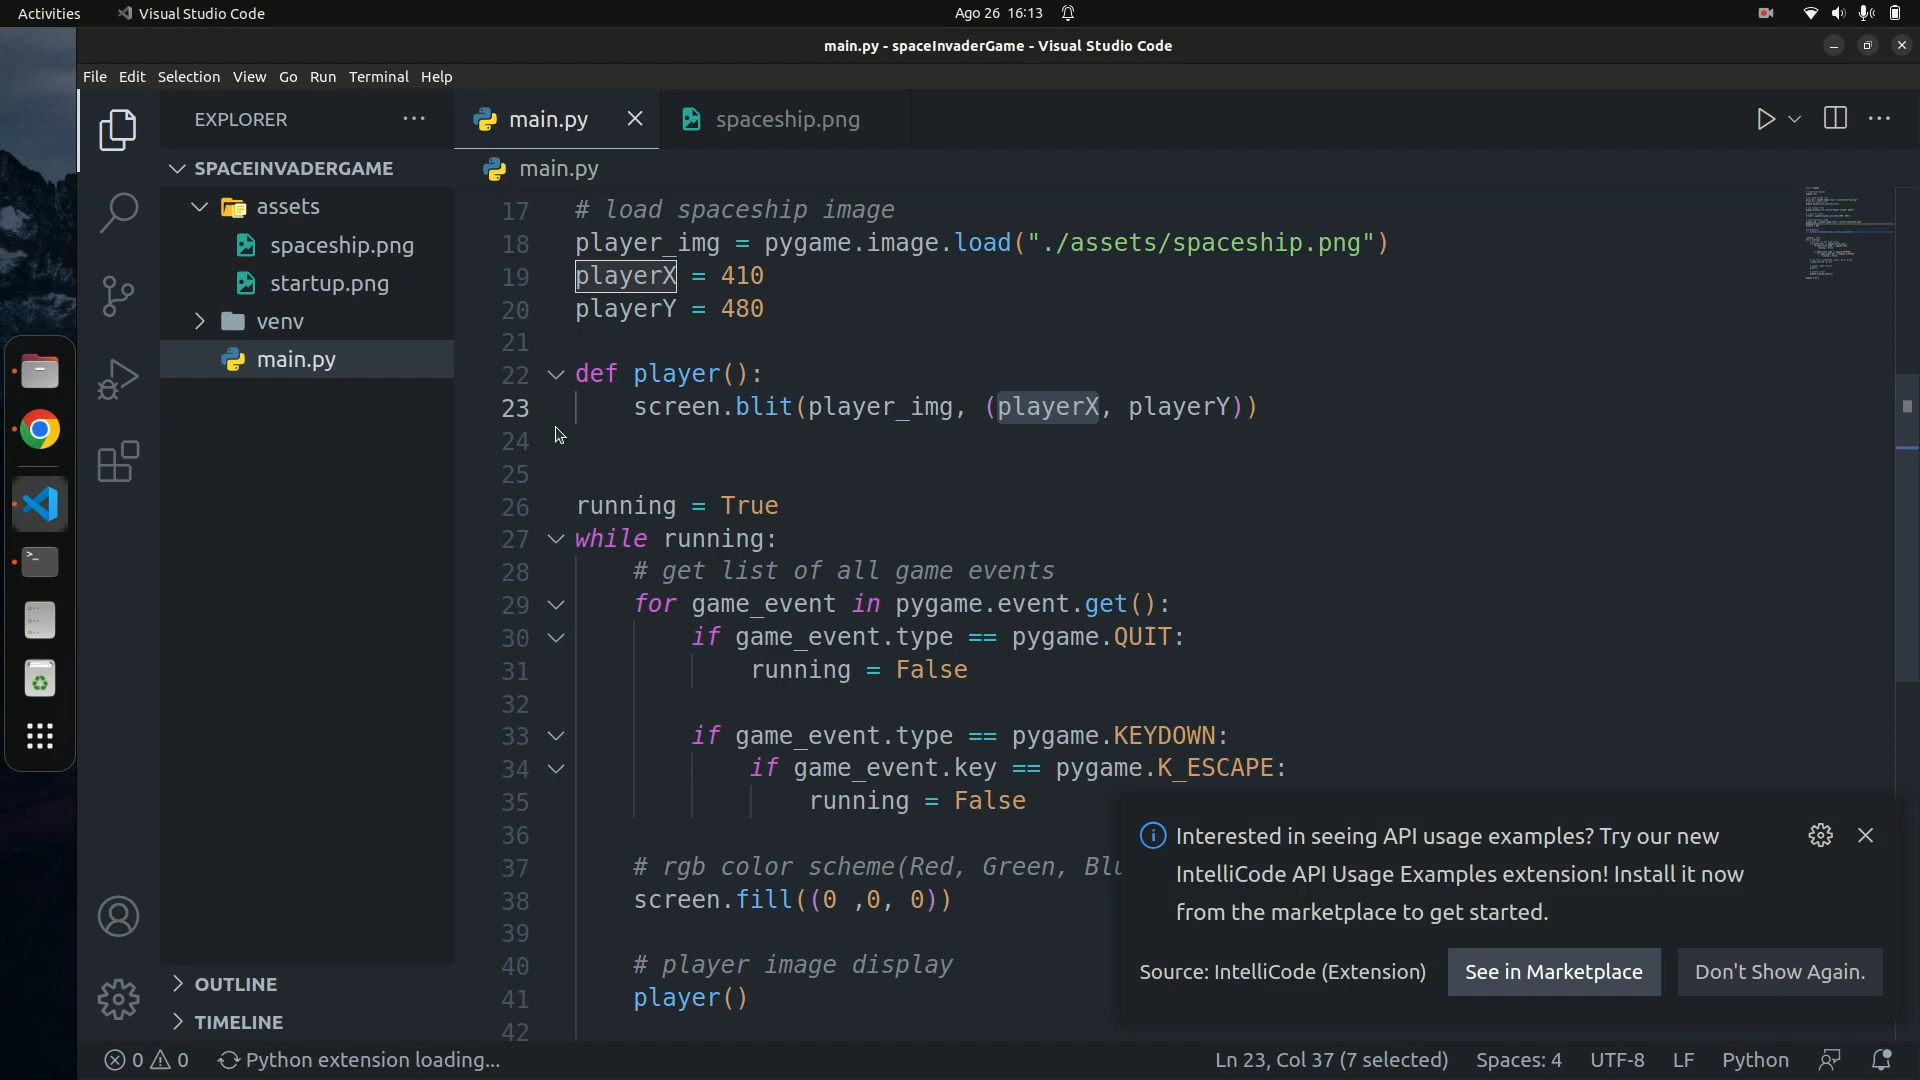 Activities
Visual Studio Code
Ago 26 16:13
main.py - spaceInvaderGame - Visual Studio Code
File Edit Selection View Go Run Terminal Help
EXPLORER
main.py
spaceship.png
SPACEINVADERGAME
main.py
assets
spaceship.png
startup.png
venv
main.py
17 # load spaceship image
18 player_img = pygame.image.load("./assets/spaceship.png")
19 playerX = 410
20 playerY = 480
21
22 def player():
23 screen.blit(player_img, (playerX, playerY))
24
25
26 running = True
27 while running:
28 # get list of all game events
29 for game_event in pygame.event.get():
30 if game_event.type == pygame.QUIT:
31 running = False
32
33 if game_event.type == pygame.KEYDOWN:
34 if game_event.key == pygame.K_ESCAPE:
35 running = False
36
37 # rgb color scheme(Red, Green, Blu
38 screen.fill((0 ,0, 0))
39
40 # player image display
41 player()
42
Interested in seeing API usage examples? Try our new
IntelliCode API Usage Examples extension! Install it now
from the marketplace to get started.
Source: IntelliCode (Extension)
See in Marketplace
Don't Show Again.
OUTLINE
TIMELINE
0 0 Python extension loading...
Ln 23, Col 37 (7 selected) Spaces: 4 UTF-8 LF Python